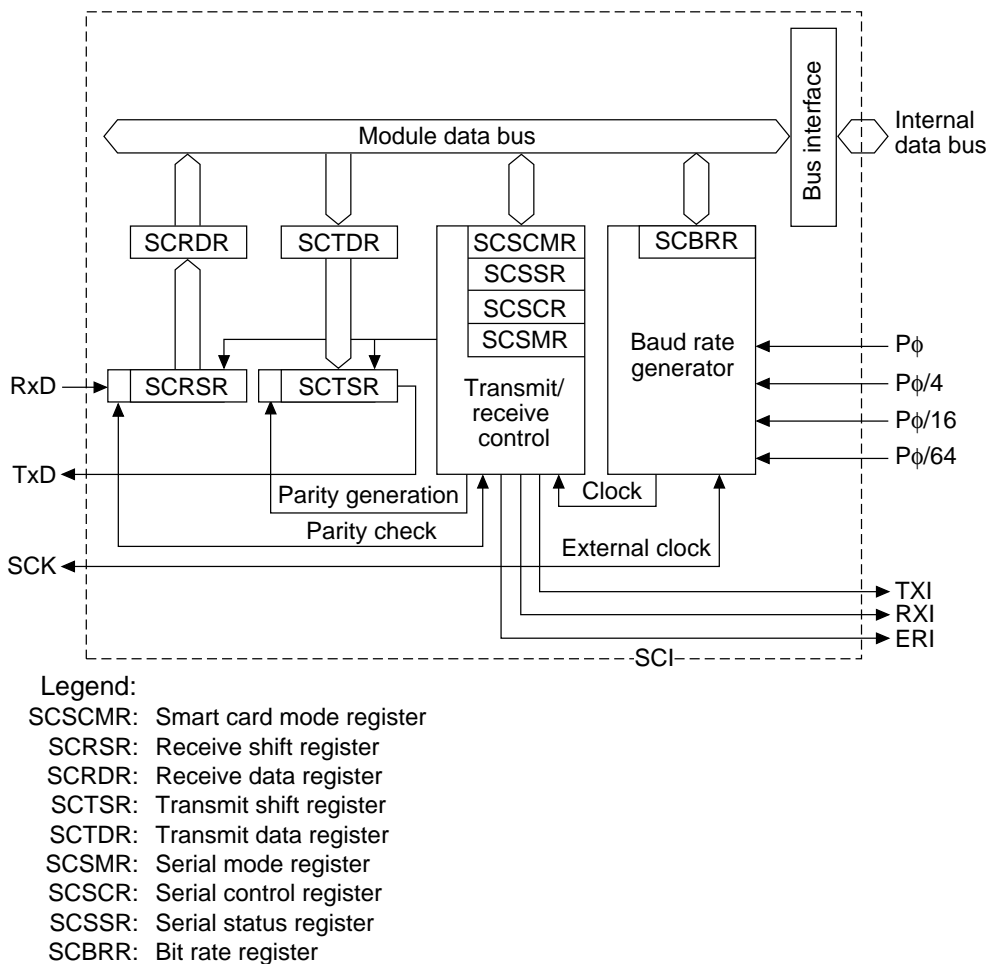 Module data bus
Bus interface
Internal
data bus
SCRDR
SCTDR
SCSCMR
SCSSR
SCSCR
SCSMR
Transmit/
receive
control
SCBRR
Baud rate
generator
Pϕ
Pϕ/4
Pϕ/16
Pϕ/64
RxD
SCRSR
SCTSR
TxD
Parity generation
Clock
Parity check
External clock
SCK
TXI
RXI
ERI
SCI
Legend:
SCSCMR: Smart card mode register
SCRSR: Receive shift register
SCRDR: Receive data register
SCTSR: Transmit shift register
SCTDR: Transmit data register
SCSMR: Serial mode register
SCSCR: Serial control register
SCSSR: Serial status register
SCBRR: Bit rate register